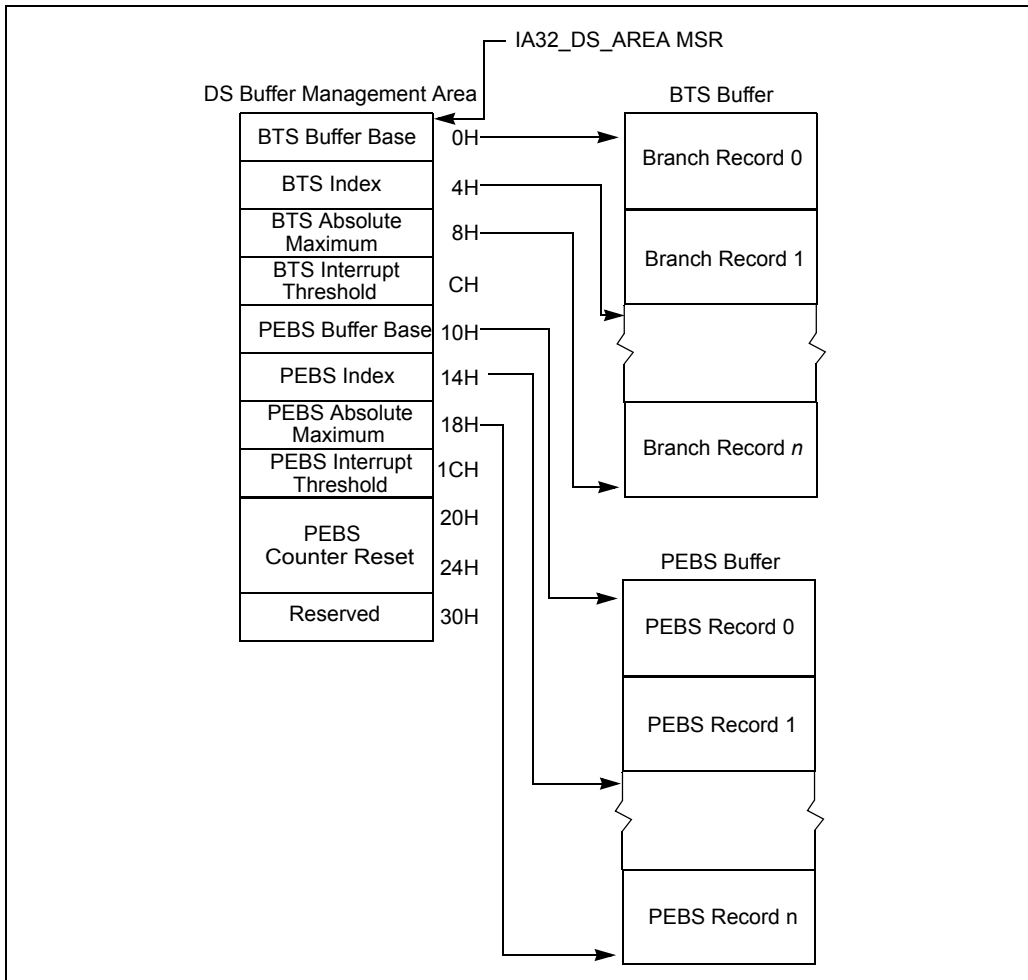 IA32_DS_AREA MSR
DS Buffer Management Area
BTS Buffer Base 0H
BTS Index 4H
BTS Absolute
Maximum 8H
BTS Interrupt
Threshold CH
PEBS Buffer Base 10H
PEBS Index 14H
PEBS Absolute
Maximum 18H
PEBS Interrupt
Threshold 1CH
20H
PEBS
Counter Reset
24H
Reserved 30H
BTS Buffer
Branch Record 0
Branch Record 1
Branch Record n
PEBS Buffer
PEBS Record 0
PEBS Record 1
PEBS Record n